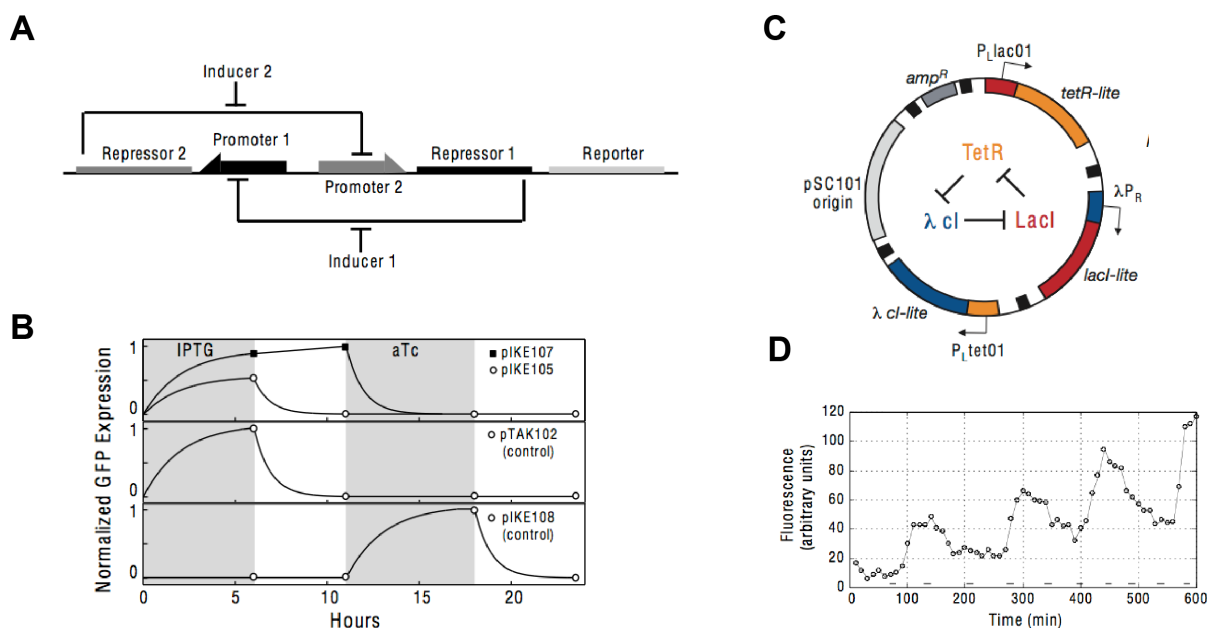 A
Inducer 2
Promoter 1
Repressor 2
Repressor 1
Reporter
Promoter 2
Inducer 1
B
Normalized GFP Expression
1
0
1
0
1
0
IPTG
aTc
pIKE107
pIKE105
pTAK102
(control)
pIKE108
(control)
0
5
10
15
20
Hours
C
PLlac01
ampR
tetR-lite
TetR
pSC101
origin
λPR
λ cI
LacI
lacI-lite
λ cI-lite
PLtet01
D
Fluorescence
(arbitrary units)
120
100
80
60
40
20
0
0
100
200
300
400
500
600
Time (min)